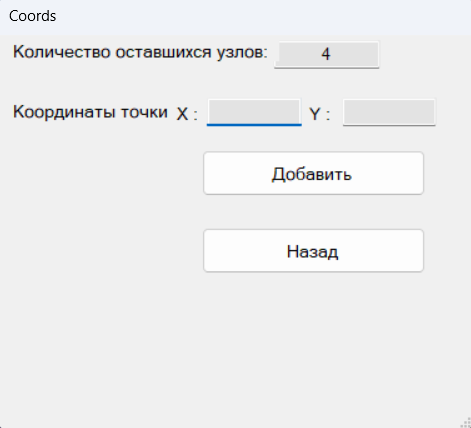 Coords
Количество оставшихся узлов: 4
Координаты точки X : Y :
Добавить
Назад